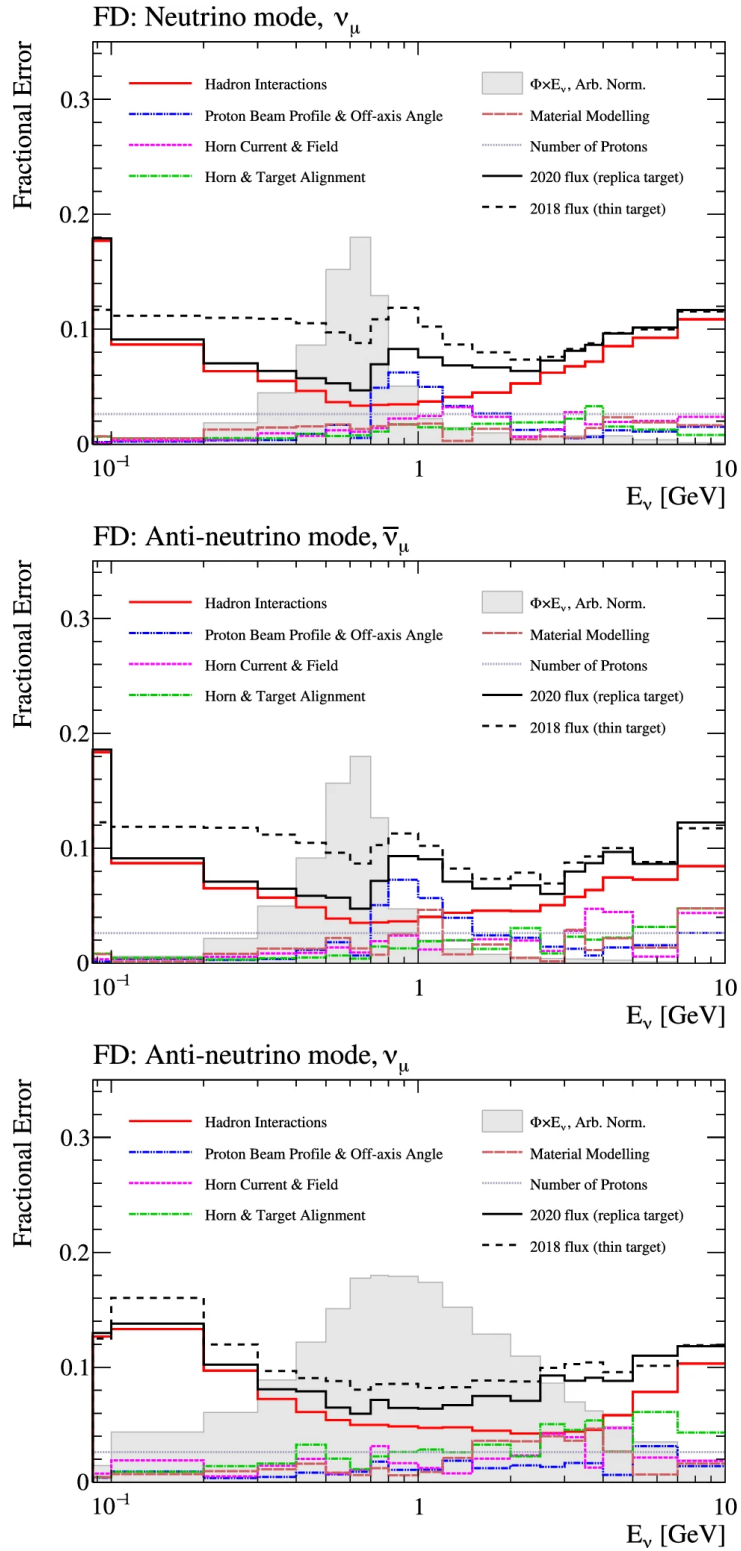 FD: Neutrino mode, νμ
Fractional Error
0.3
0.2
0.1
0
Hadron Interactions
Proton Beam Profile & Off-axis Angle
Horn Current & Field
Horn & Target Alignment
Φ×Eν, Arb. Norm.
Material Modelling
Number of Protons
2020 flux (replica target)
2018 flux (thin target)
10⁻¹ 1 10
Eν [GeV]
FD: Anti-neutrino mode, ν̅μ
Fractional Error
0.3
0.2
0.1
0
Hadron Interactions
Proton Beam Profile & Off-axis Angle
Horn Current & Field
Horn & Target Alignment
Φ×Eν, Arb. Norm.
Material Modelling
Number of Protons
2020 flux (replica target)
2018 flux (thin target)
10⁻¹ 1 10
Eν [GeV]
FD: Anti-neutrino mode, νμ
Fractional Error
0.3
0.2
0.1
0
Hadron Interactions
Proton Beam Profile & Off-axis Angle
Horn Current & Field
Horn & Target Alignment
Φ×Eν, Arb. Norm.
Material Modelling
Number of Protons
2020 flux (replica target)
2018 flux (thin target)
10⁻¹ 1 10
Eν [GeV]